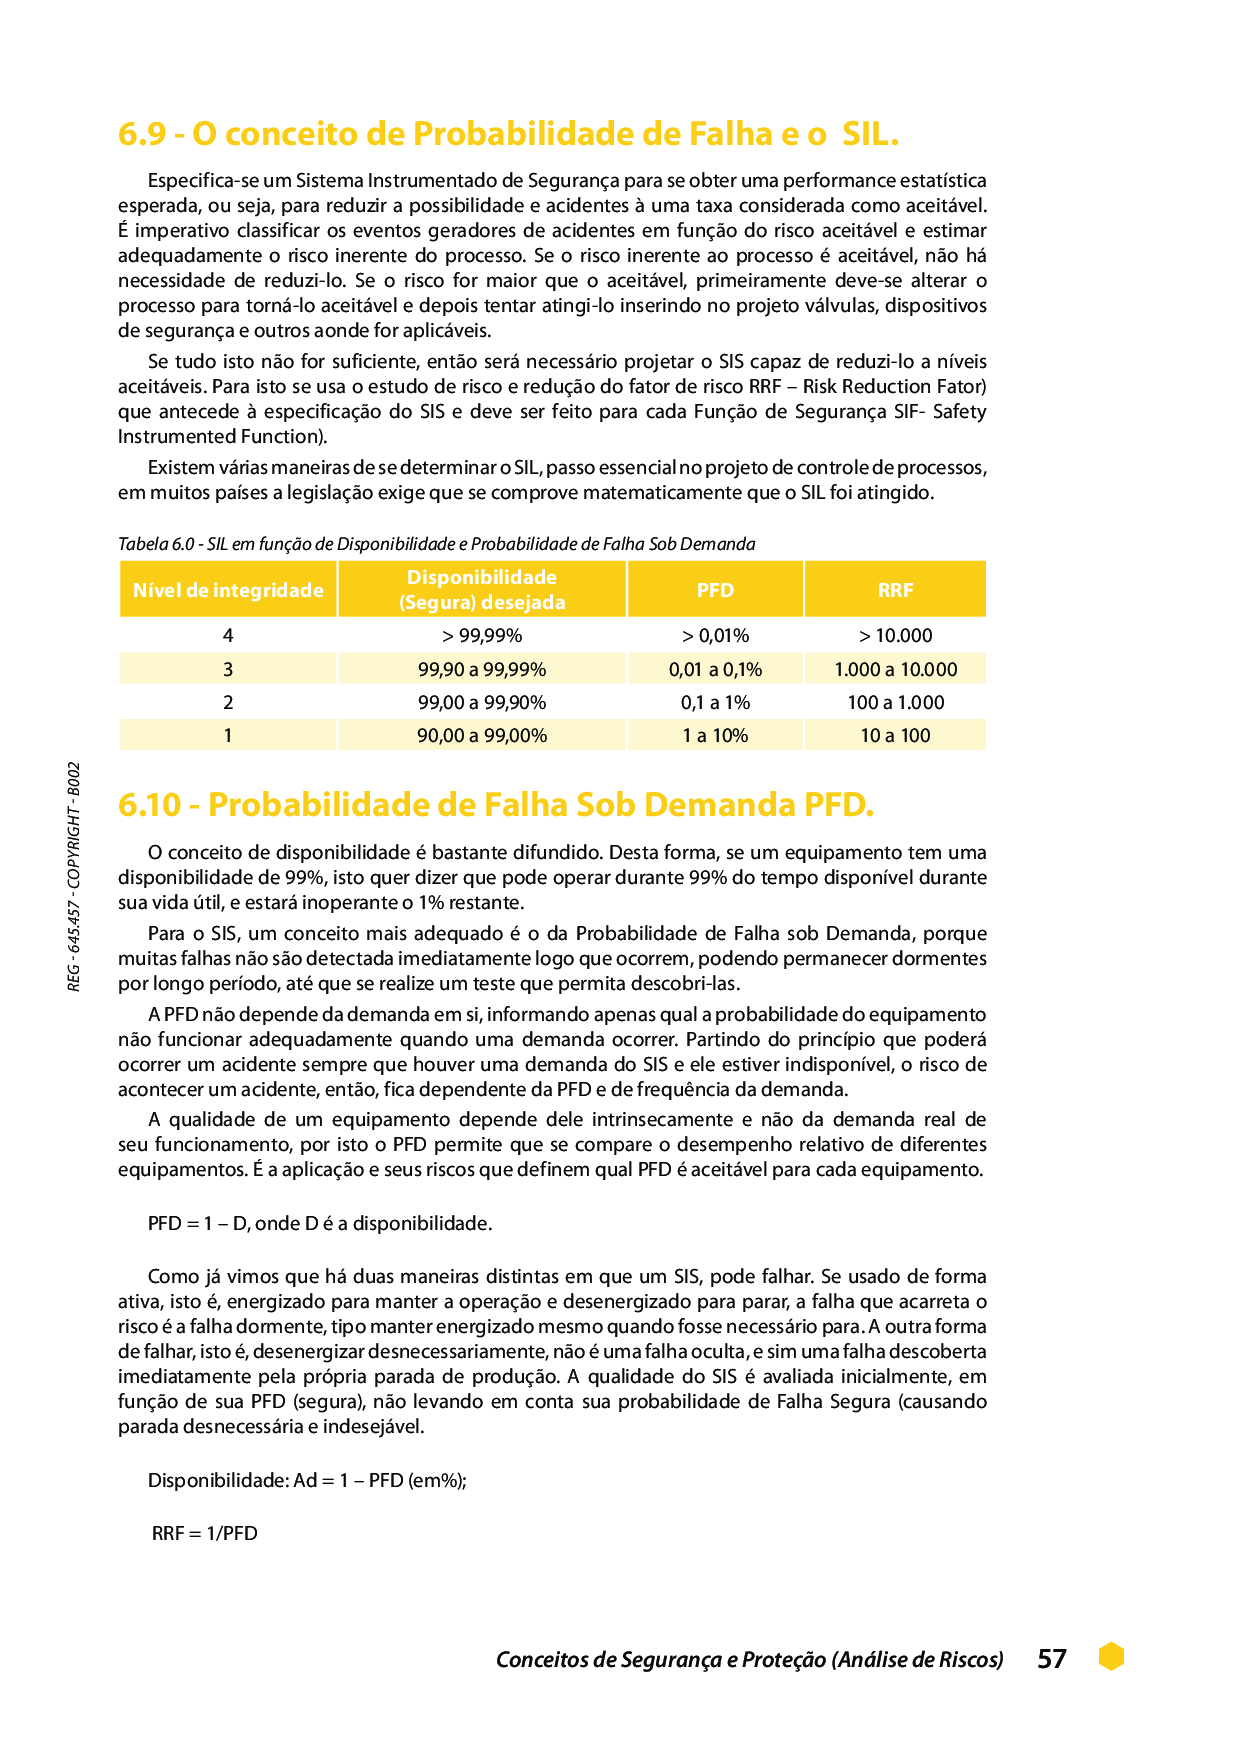 6.9 - O conceito de Probabilidade de Falha e o SIL.
Especifica-se um Sistema Instrumentado de Segurança para se obter uma performance estatística
esperada, ou seja, para reduzir a possibilidade e acidentes à uma taxa considerada como aceitável.
É imperativo classificar os eventos geradores de acidentes em função do risco aceitável e estimar
adequadamente o risco inerente do processo. Se o risco inerente ao processo é aceitável, não há
necessidade de reduzi-lo. Se o risco for maior que o aceitável, primeiramente deve-se alterar o
processo para torná-lo aceitável e depois tentar atingi-lo inserindo no projeto válvulas, dispositivos
de segurança e outros aonde for aplicáveis.
Se tudo isto não for suficiente, então será necessário projetar o SIS capaz de reduzi-lo a níveis
aceitáveis. Para isto se usa o estudo de risco e redução do fator de risco RRF – Risk Reduction Fator)
que antecede à especificação do SIS e deve ser feito para cada Função de Segurança SIF- Safety
Instrumented Function).
Existem várias maneiras de se determinar o SIL, passo essencial no projeto de controle de processos,
em muitos países a legislação exige que se comprove matematicamente que o SIL foi atingido.
Tabela 6.0 - SIL em função de Disponibilidade e Probabilidade de Falha Sob Demanda
Nível de integridade Disponibilidade (Segura) desejada PFD RRF
4 > 99,99% > 0,01% > 10.000
3 99,90 a 99,99% 0,01 a 0,1% 1.000 a 10.000
2 99,00 a 99,90% 0,1 a 1% 100 a 1.000
1 90,00 a 99,00% 1 a 10% 10 a 100
6.10 - Probabilidade de Falha Sob Demanda PFD.
O conceito de disponibilidade é bastante difundido. Desta forma, se um equipamento tem uma
disponibilidade de 99%, isto quer dizer que pode operar durante 99% do tempo disponível durante
sua vida útil, e estará inoperante o 1% restante.
Para o SIS, um conceito mais adequado é o da Probabilidade de Falha sob Demanda, porque
muitas falhas não são detectada imediatamente logo que ocorrem, podendo permanecer dormentes
por longo período, até que se realize um teste que permita descobri-las.
A PFD não depende da demanda em si, informando apenas qual a probabilidade do equipamento
não funcionar adequadamente quando uma demanda ocorrer. Partindo do princípio que poderá
ocorrer um acidente sempre que houver uma demanda do SIS e ele estiver indisponível, o risco de
acontecer um acidente, então, fica dependente da PFD e de frequência da demanda.
A qualidade de um equipamento depende dele intrinsecamente e não da demanda real de
seu funcionamento, por isto o PFD permite que se compare o desempenho relativo de diferentes
equipamentos. É a aplicação e seus riscos que definem qual PFD é aceitável para cada equipamento.
PFD = 1 – D, onde D é a disponibilidade.
Como já vimos que há duas maneiras distintas em que um SIS, pode falhar. Se usado de forma
ativa, isto é, energizado para manter a operação e desenergizado para parar, a falha que acarreta o
risco é a falha dormente, tipo manter energizado mesmo quando fosse necessário para. A outra forma
de falhar, isto é, desenergizar desnecessariamente, não é uma falha oculta, e sim uma falha descoberta
imediatamente pela própria parada de produção. A qualidade do SIS é avaliada inicialmente, em
função de sua PFD (segura), não levando em conta sua probabilidade de Falha Segura (causando
parada desnecessária e indesejável.
Disponibilidade: Ad = 1 – PFD (em%);
RRF = 1/PFD
REG - 645.457 - COPYRIGHT - B002
Conceitos de Segurança e Proteção (Análise de Riscos) 57